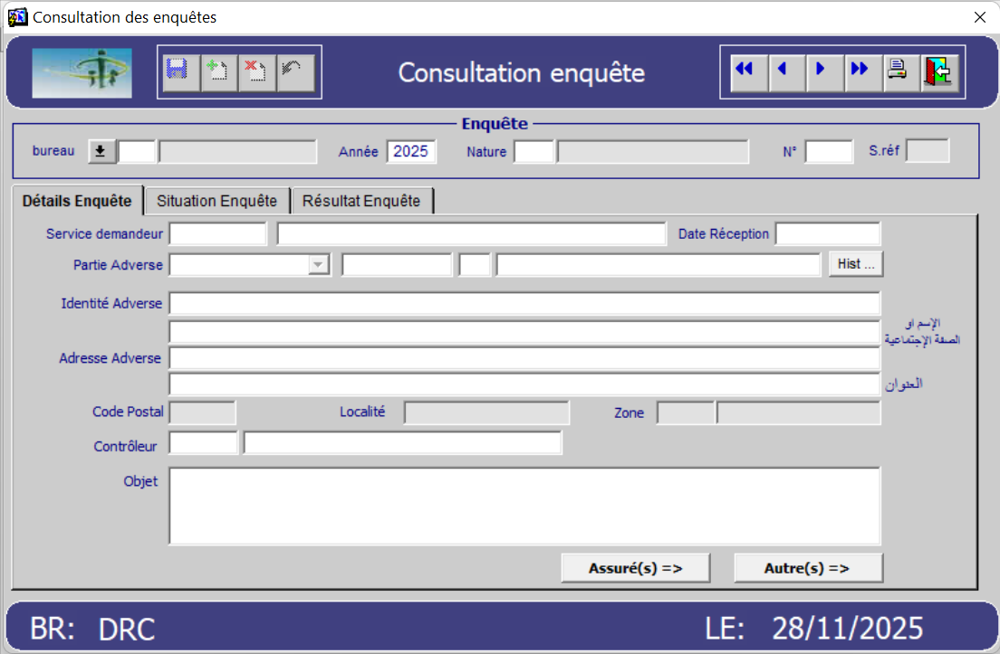 Consultation des enquêtes
Consultation enquête
Enquête
bureau Année 2025 Nature N° S.réf
Détails Enquête Situation Enquête Résultat Enquête
Service demandeur Date Réception
Partie Adverse Hist ...
Identité Adverse
الإسم او
الصفة الإجتماعية
Adresse Adverse
العنوان
Code Postal Localité Zone
Contrôleur
Objet
Assuré(s) => Autre(s) =>
BR: DRC LE: 28/11/2025